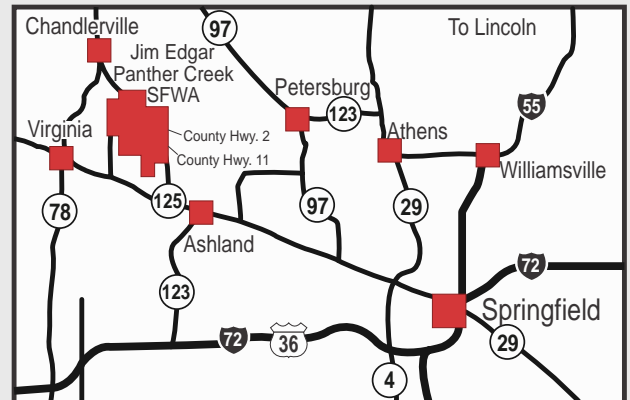 Chandlerville
97
To Lincoln
Jim Edgar
Panther Creek
SFWA
Petersburg
123
55
Virginia
County Hwy. 2
County Hwy. 11
Athens
Williamsville
78
125
97
29
Ashland
72
123
Springfield
72
36
29
4